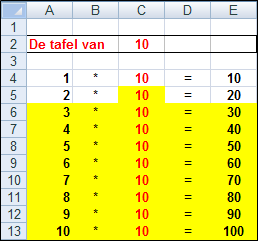 A B C D E
1
2 De tafel van 10
3
4 1 * 10 = 10
5 2 * 10 = 20
6 3 * 10 = 30
7 4 * 10 = 40
8 5 * 10 = 50
9 6 * 10 = 60
10 7 * 10 = 70
11 8 * 10 = 80
12 9 * 10 = 90
13 10 * 10 = 100